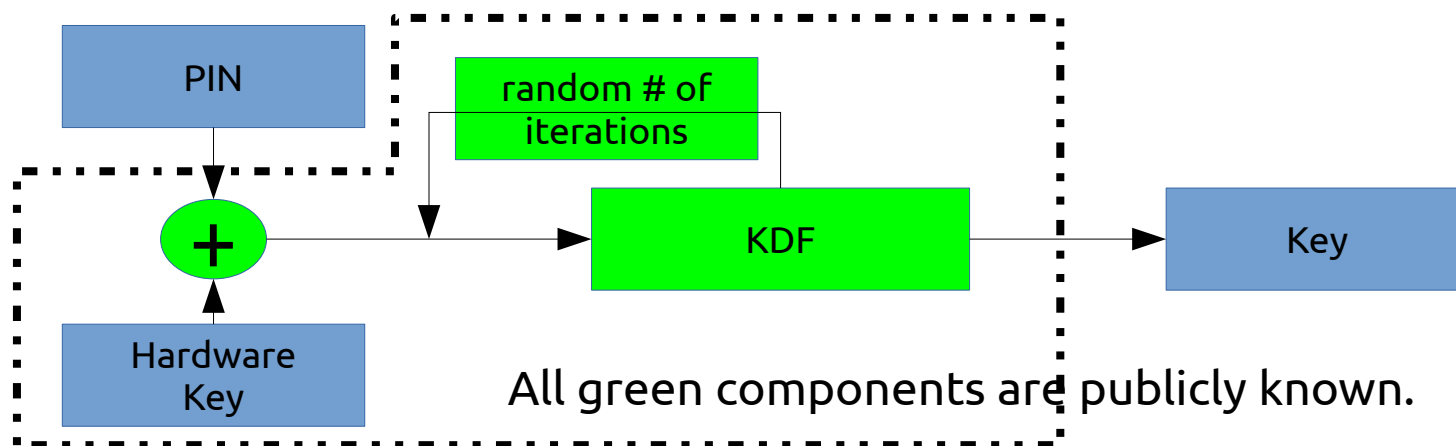 PIN
random # of
iterations
+
KDF
Key
Hardware
Key
All green components are publicly known.